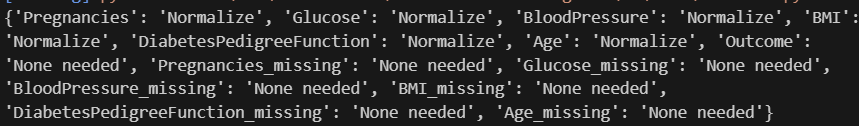 {'Pregnancies': 'Normalize', 'Glucose': 'Normalize', 'BloodPressure': 'Normalize', 'BMI':
'Normalize', 'DiabetesPedigreeFunction': 'Normalize', 'Age': 'Normalize', 'Outcome':
'None needed', 'Pregnancies_missing': 'None needed', 'Glucose_missing': 'None needed',
'BloodPressure_missing': 'None needed', 'BMI_missing': 'None needed',
'DiabetesPedigreeFunction_missing': 'None needed', 'Age_missing': 'None needed'}